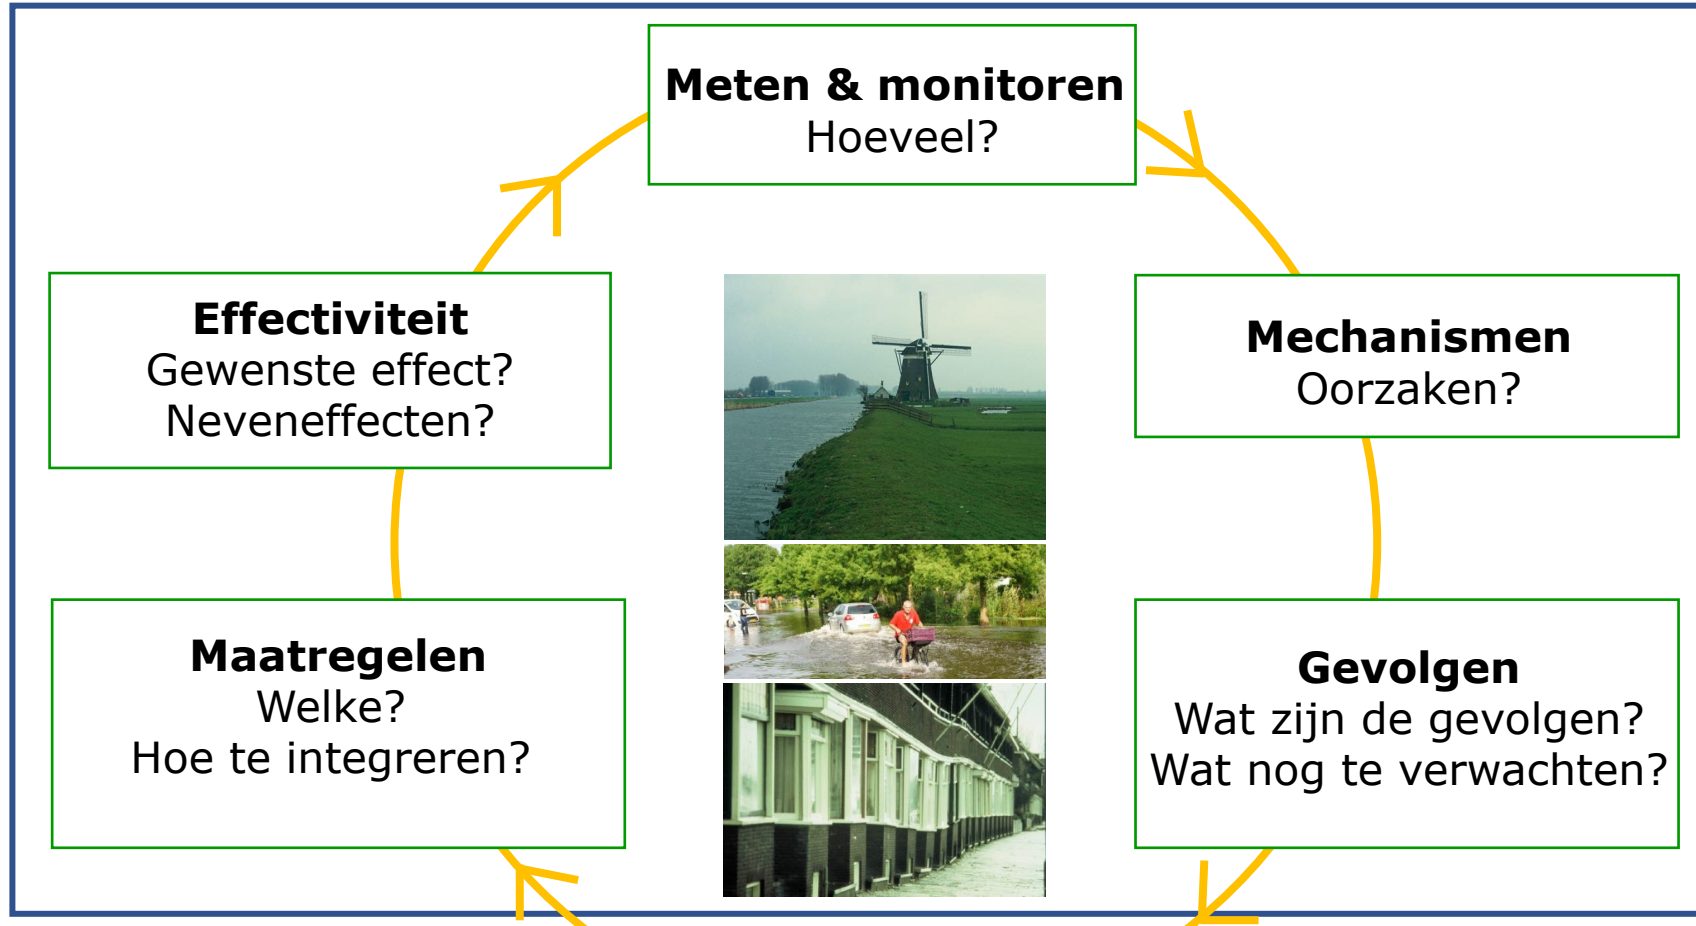 Meten & monitoren
Hoeveel?
Effectiviteit
Gewenste effect?
Neveneffecten?
Mechanismen
Oorzaken?
Maatregelen
Welke?
Hoe te integreren?
Gevolgen
Wat zijn de gevolgen?
Wat nog te verwachten?